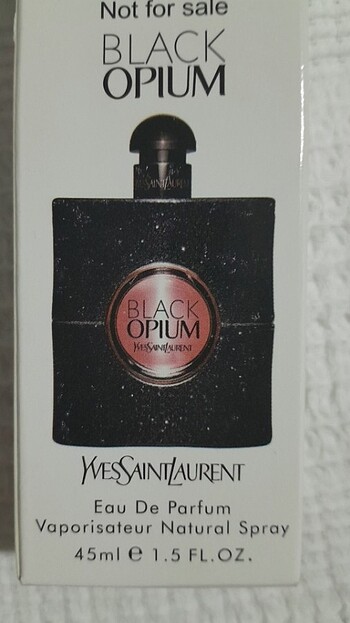 Not for sale
BLACK
OPIUM
YVESSAINTLAURENT
BLACK
OPIUM
YVESSAINTLAURENT
YVESSAINTLAURENT
Eau De Parfum
Vaporisateur Natural Spray
45ml e 1.5 FL.OZ.